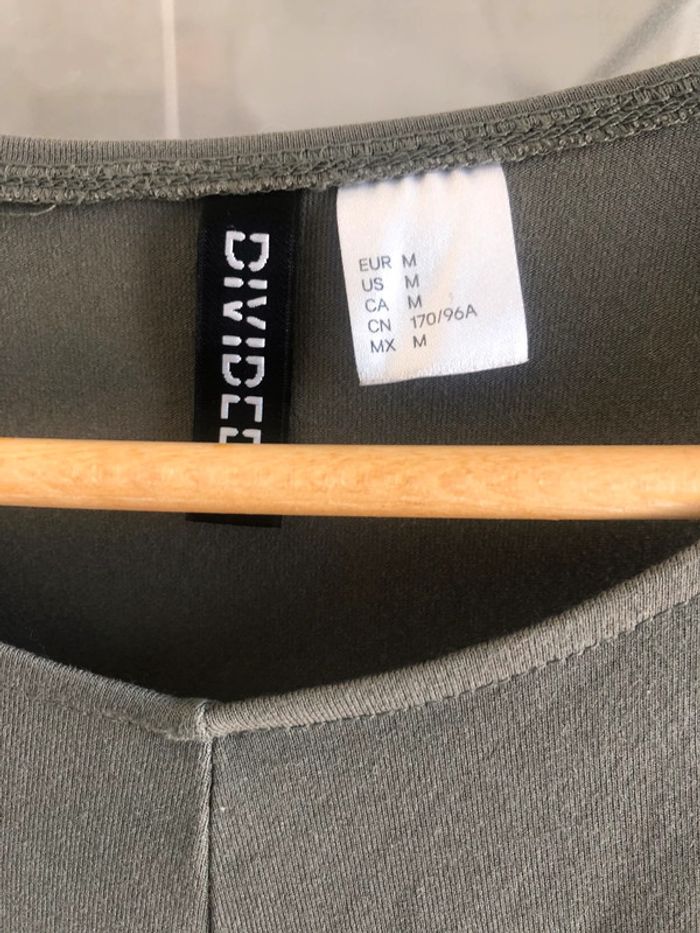 DIVIDED
EUR M
US M
CA M
CN 170/96A
MX M